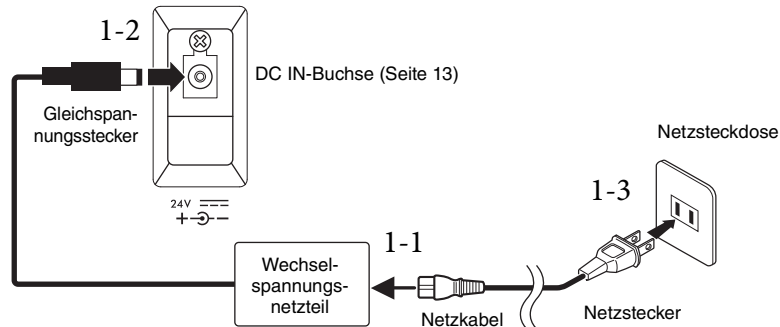 1-2
DC IN-Buchse (Seite 13)
Gleichspan-
nungsstecker
Netzsteckdose
24V
+ -
1-3
1-1
Wechsel-
spannungs-
netzteil
Netzkabel
Netzstecker